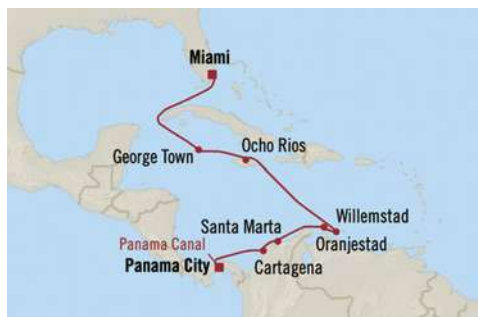 Miami
George Town
Ocho Rios
Willemstad
Santa Marta
Oranjestad
Panama Canal
Cartagena
Panama City